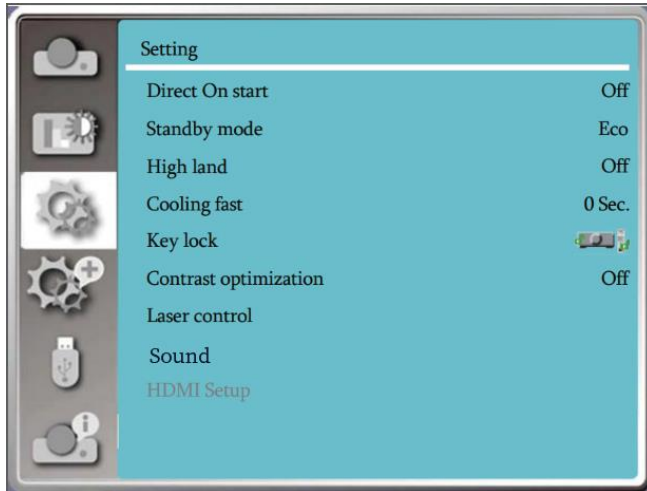 Setting
Direct On start Off
Standby mode Eco
High land Off
Cooling fast 0 Sec.
Key lock
Contrast optimization Off
Laser control
Sound
HDMI Setup